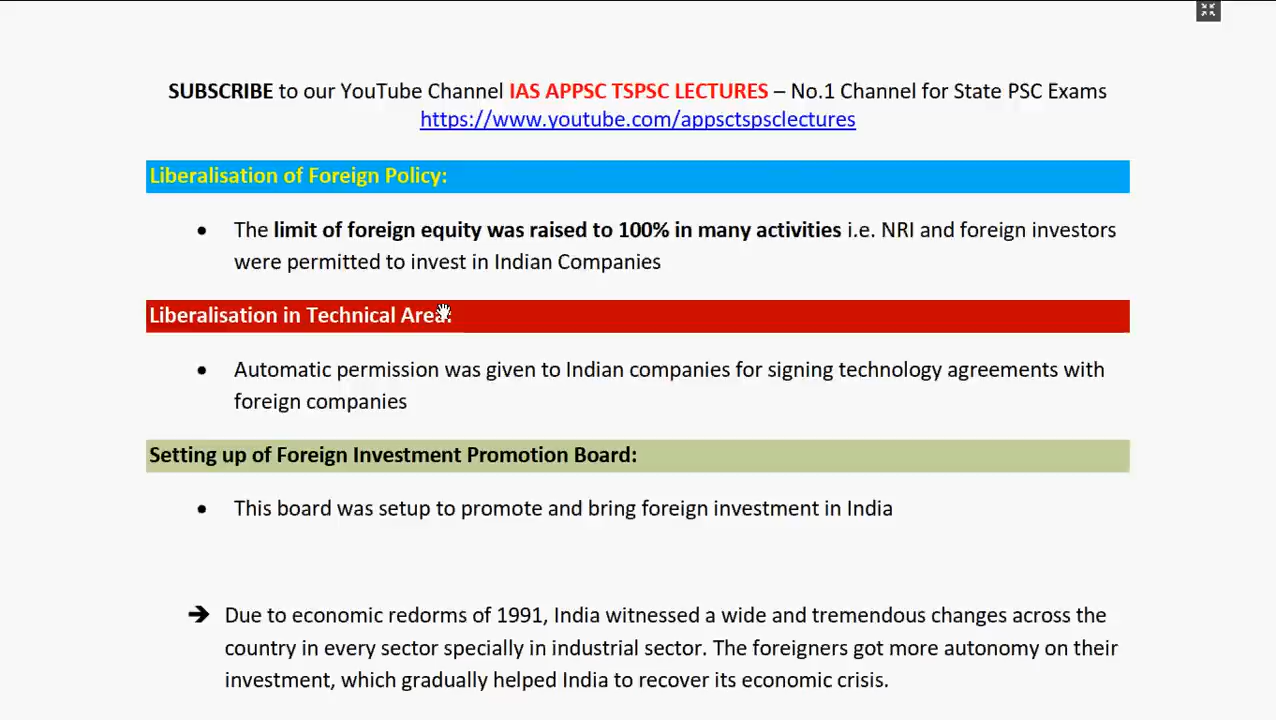 SUBSCRIBE to our YouTube Channel IAS APPSC TSPSC LECTURES – No.1 Channel for State PSC Exams
https://www.youtube.com/appsctspsclectures
Liberalisation of Foreign Policy:
• The limit of foreign equity was raised to 100% in many activities i.e. NRI and foreign investors
were permitted to invest in Indian Companies
Liberalisation in Technical Area:
• Automatic permission was given to Indian companies for signing technology agreements with
foreign companies
Setting up of Foreign Investment Promotion Board:
• This board was setup to promote and bring foreign investment in India
➔ Due to economic redorms of 1991, India witnessed a wide and tremendous changes across the
country in every sector specially in industrial sector. The foreigners got more autonomy on their
investment, which gradually helped India to recover its economic crisis.